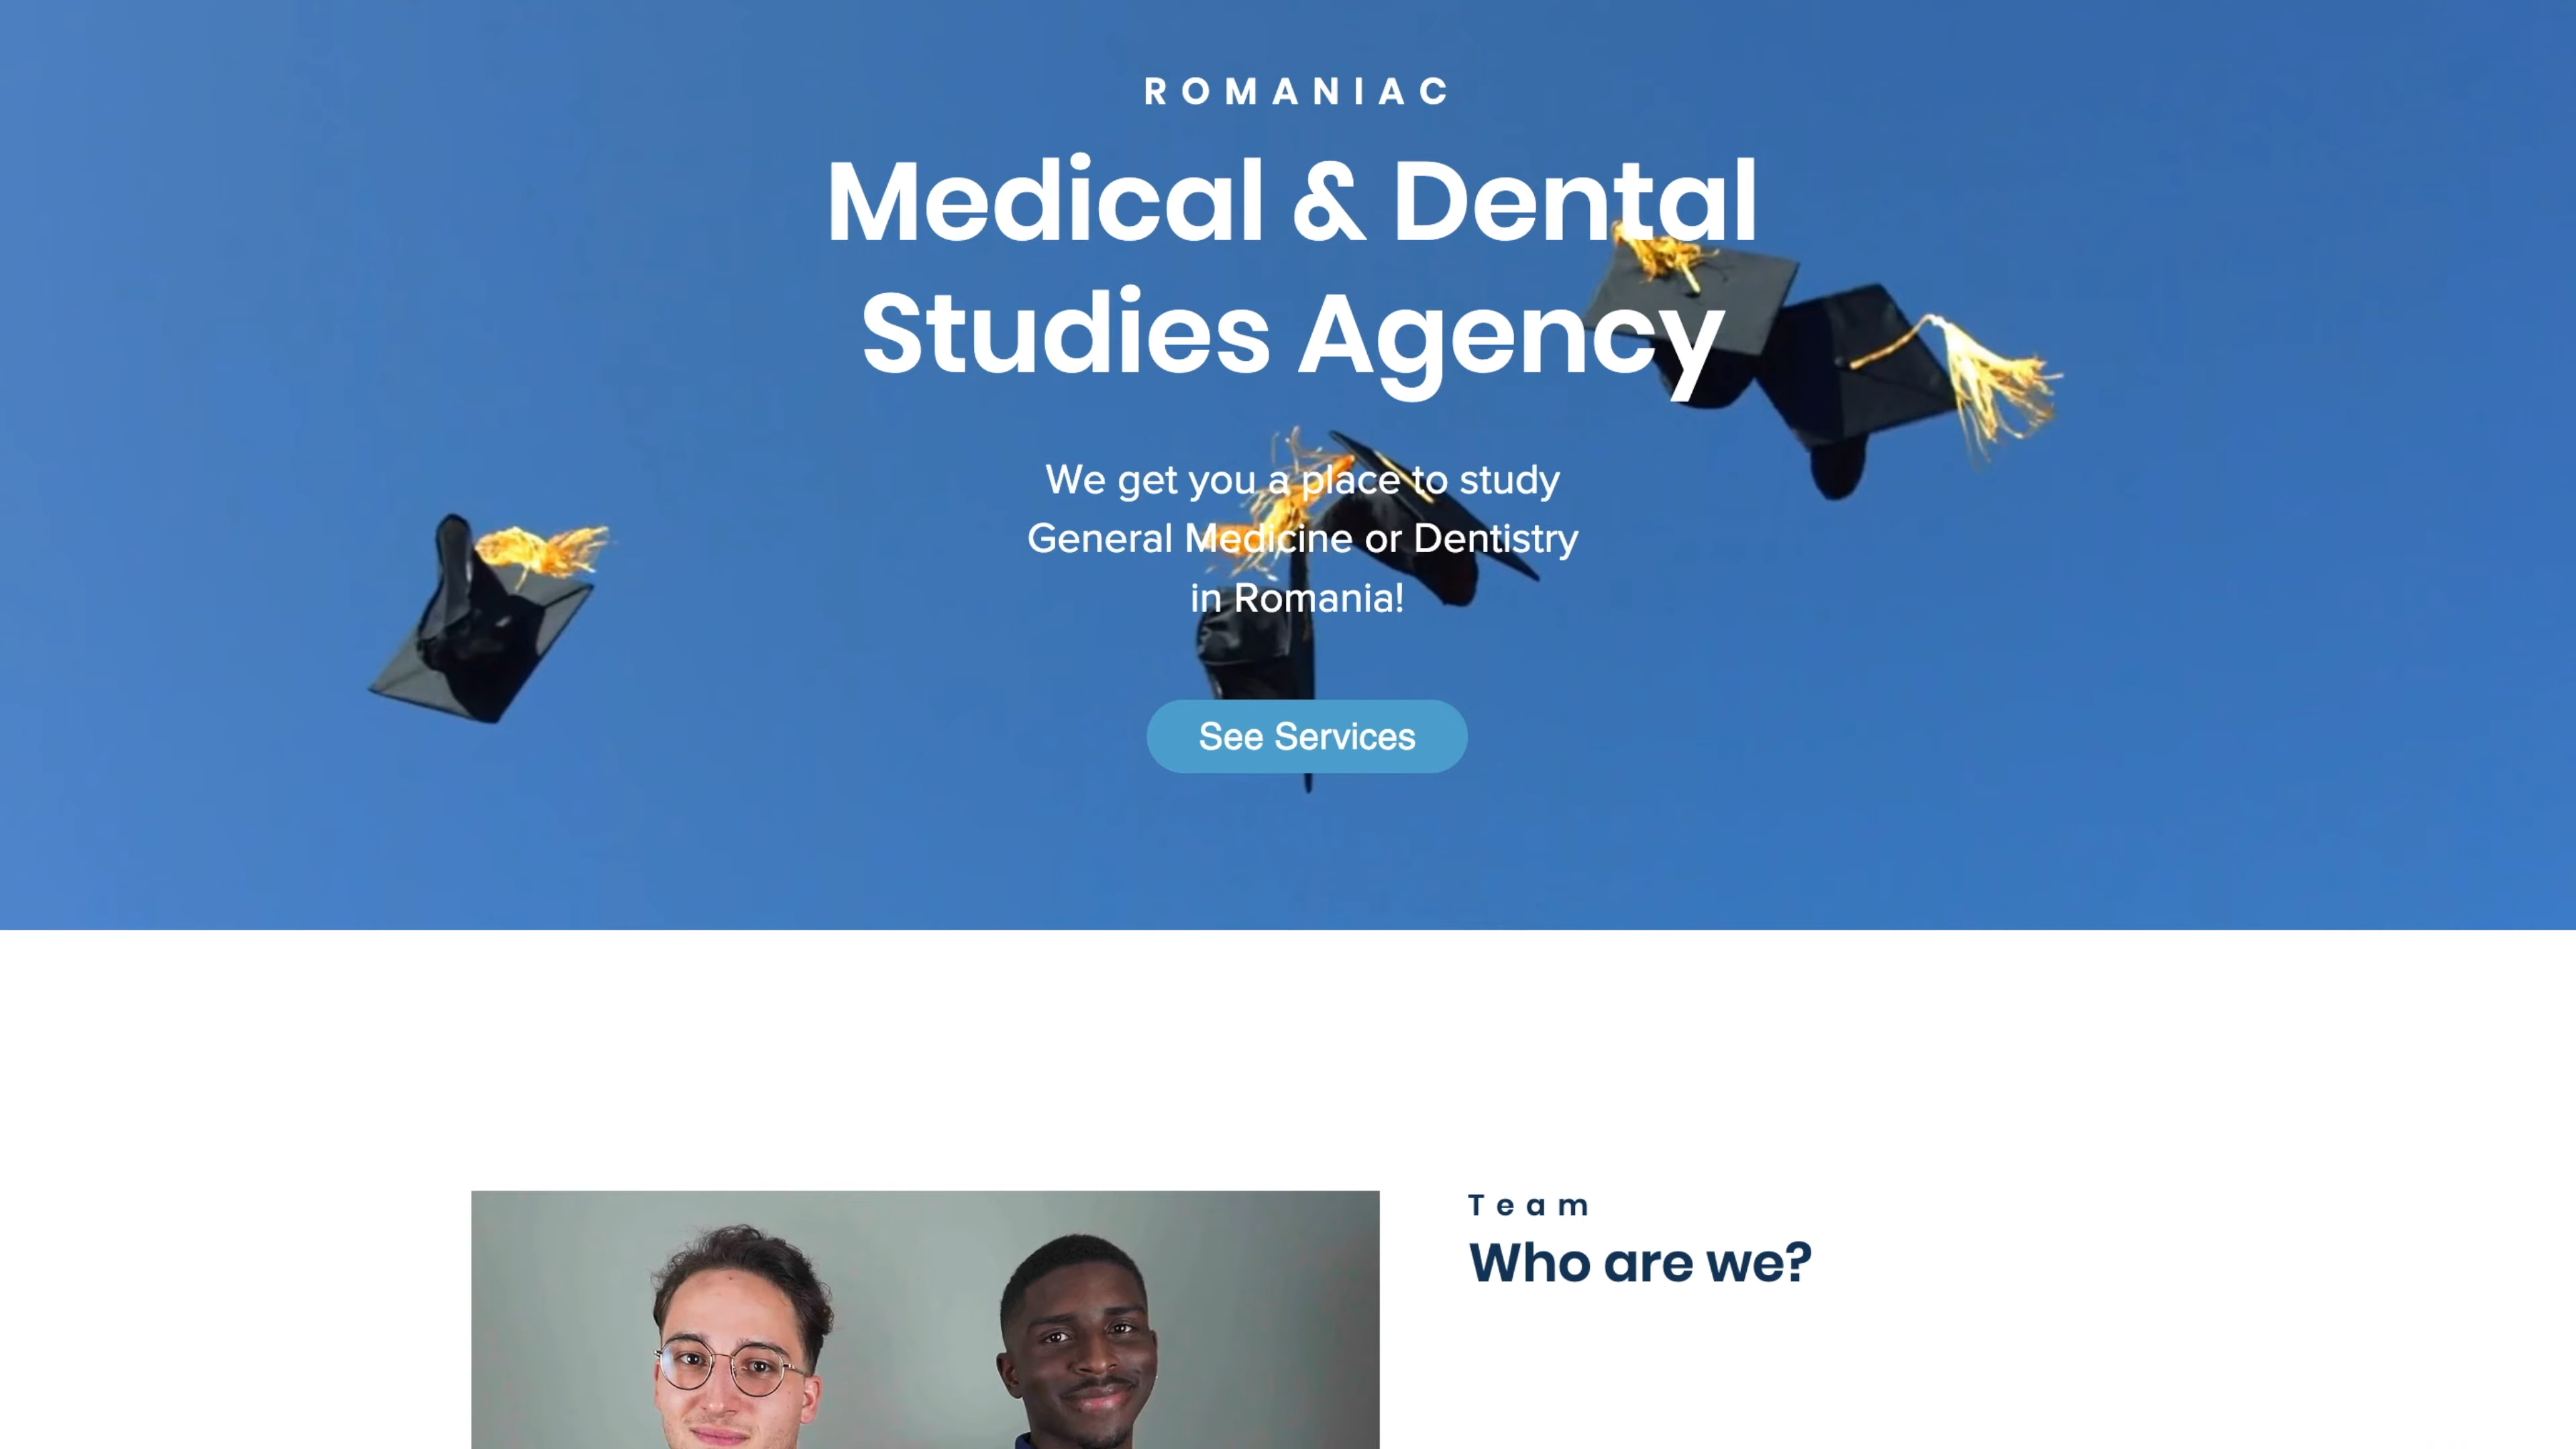 ROMANIAC
Medical & Dental
Studies Agency
We get you a place to study
General Medicine or Dentistry
in Romania!
See Services
Team
Who are we?